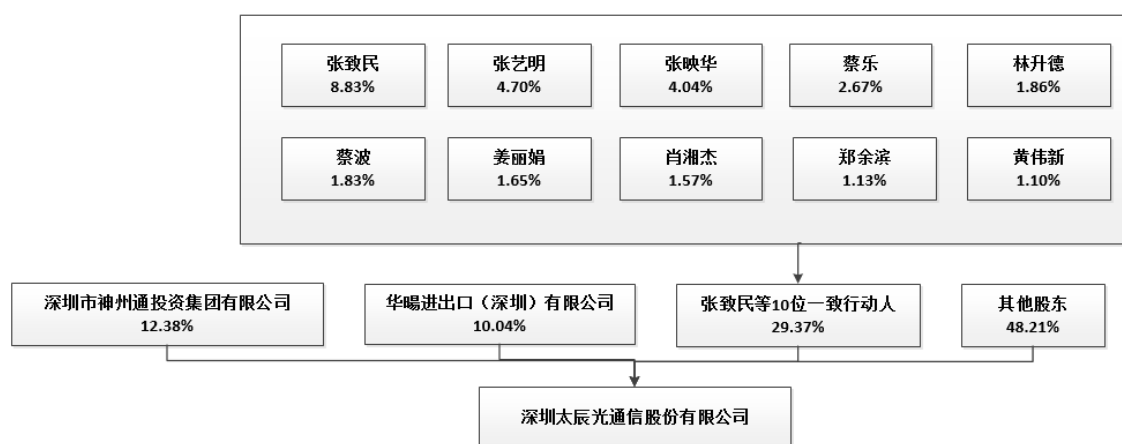 张致民
8.83%
张艺明
4.70%
张映华
4.04%
蔡乐
2.67%
林升德
1.86%
蔡波
1.83%
姜丽娟
1.65%
肖湘杰
1.57%
郑余滨
1.13%
黄伟新
1.10%
深圳市神州通投资集团有限公司
12.38%
华暘进出口（深圳）有限公司
10.04%
张致民等10位一致行动人
29.37%
其他股东
48.21%
深圳太辰光通信股份有限公司